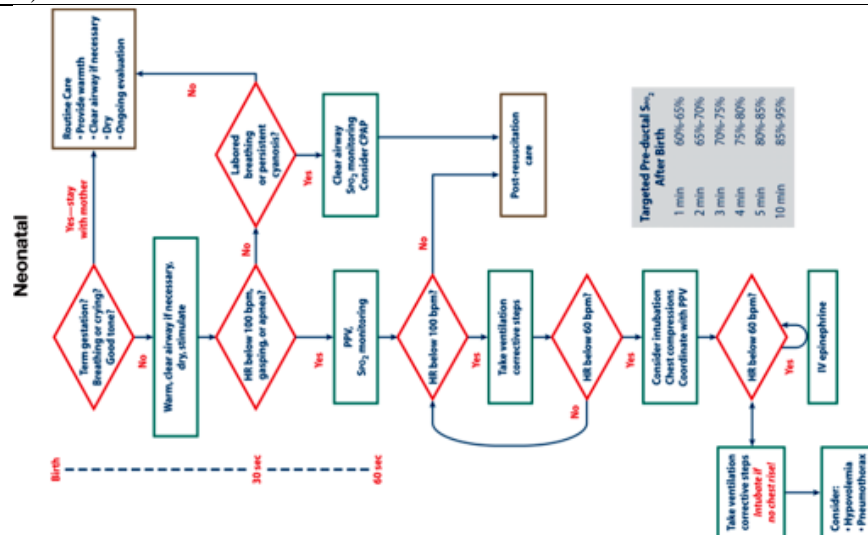 Neonatal
Birth
30 sec
60 sec
Term gestation?
Breathing or crying?
Good tone?
Yes—stay
with mother
Routine Care
• Provide warmth
• Clear airway if necessary
• Dry
• Ongoing evaluation
No
Warm, clear airway if necessary,
dry, stimulate
HR below 100 bpm,
gasping, or apnea?
No
Labored
breathing
or persistent
cyanosis?
No
Yes
Yes
PPV,
SpO2 monitoring
Clear airway
SpO2 monitoring
Consider CPAP
HR below 100 bpm?
No
Post-resuscitation
care
Yes
Take ventilation
corrective steps
HR below 60 bpm?
No
Yes
Consider intubation
Chest compressions
Coordinate with PPV
HR below 60 bpm?
Yes
IV epinephrine
Take ventilation
corrective steps
Intubate if
no chest rise!
Consider:
• Hypovolemia
• Pneumothorax
Targeted Pre-ductal SpO2
After Birth
1 min 60%-65%
2 min 65%-70%
3 min 70%-75%
4 min 75%-80%
5 min 80%-85%
10 min 85%-95%